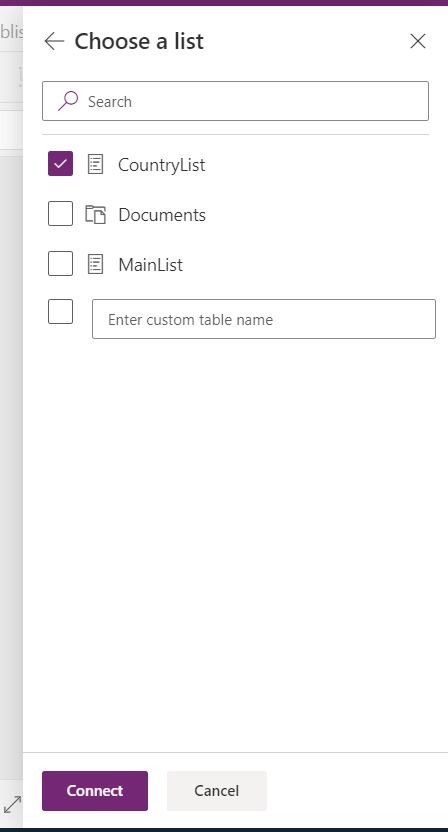 Choose a list
Search
CountryList
Documents
MainList
Enter custom table name
Connect
Cancel